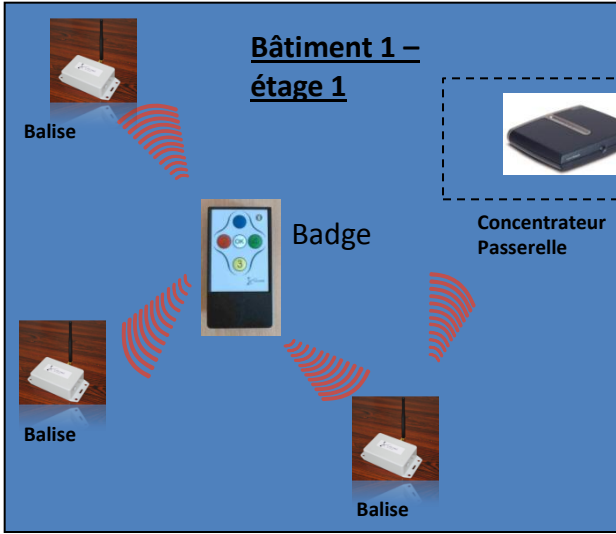 Bâtiment 1 –
étage 1
Balise
Concentrateur
Passerelle
Badge
OK
3
Balise
Balise